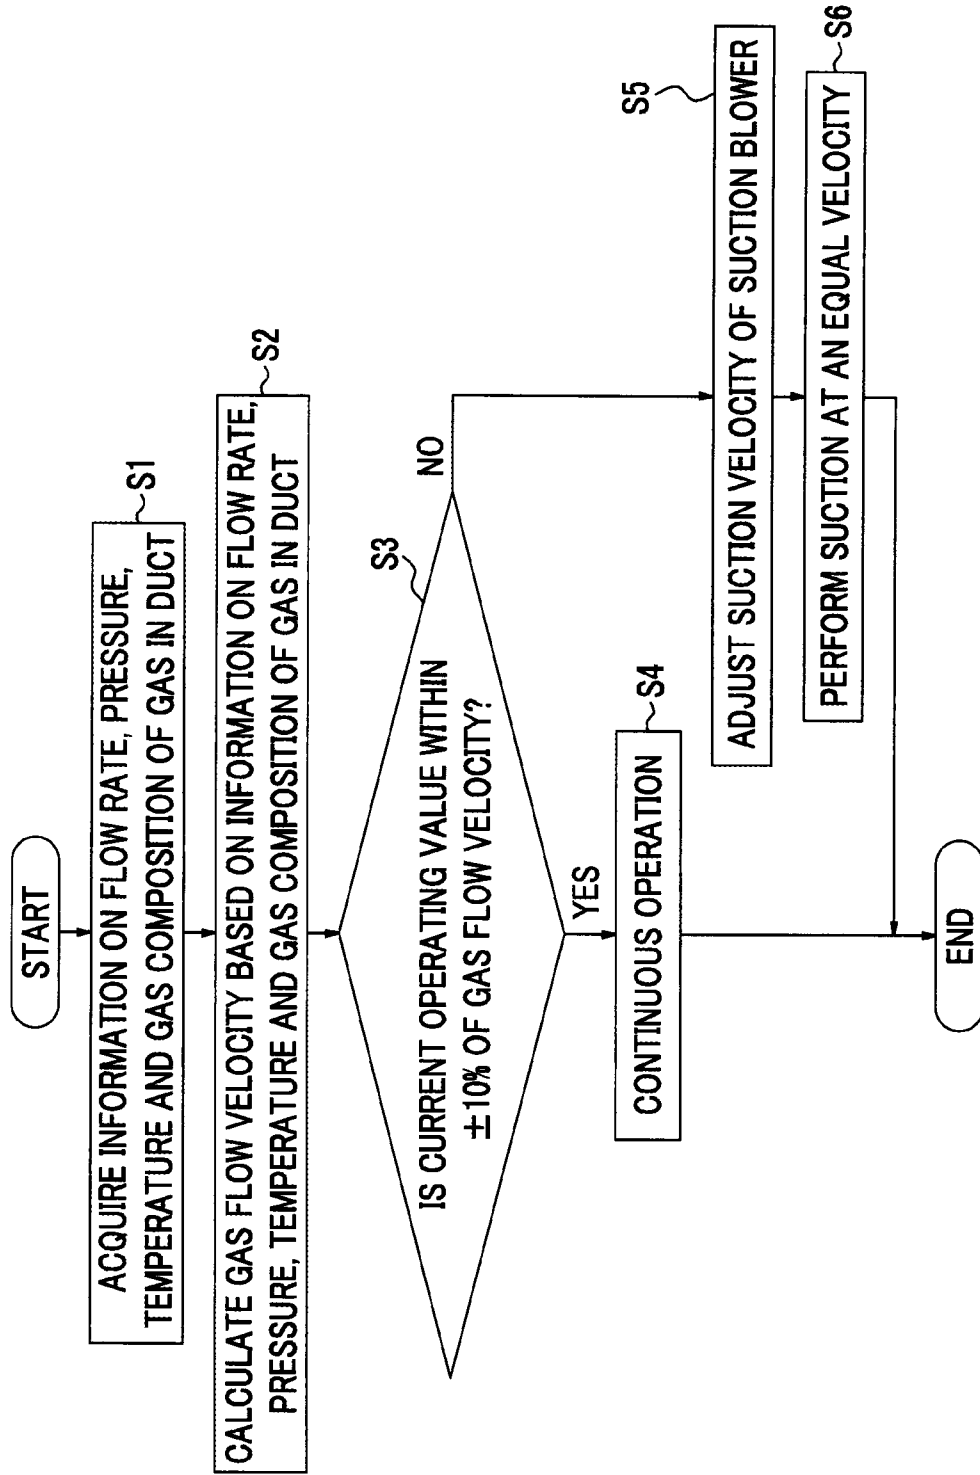 START
S1
ACQUIRE INFORMATION ON FLOW RATE, PRESSURE,
TEMPERATURE AND GAS COMPOSITION OF GAS IN DUCT
S2
CALCULATE GAS FLOW VELOCITY BASED ON INFORMATION ON FLOW RATE,
PRESSURE, TEMPERATURE AND GAS COMPOSITION OF GAS IN DUCT
S3
IS CURRENT OPERATING VALUE WITHIN
±10% OF GAS FLOW VELOCITY?
NO
YES
S4
CONTINUOUS OPERATION
S5
ADJUST SUCTION VELOCITY OF SUCTION BLOWER
S6
PERFORM SUCTION AT AN EQUAL VELOCITY
END